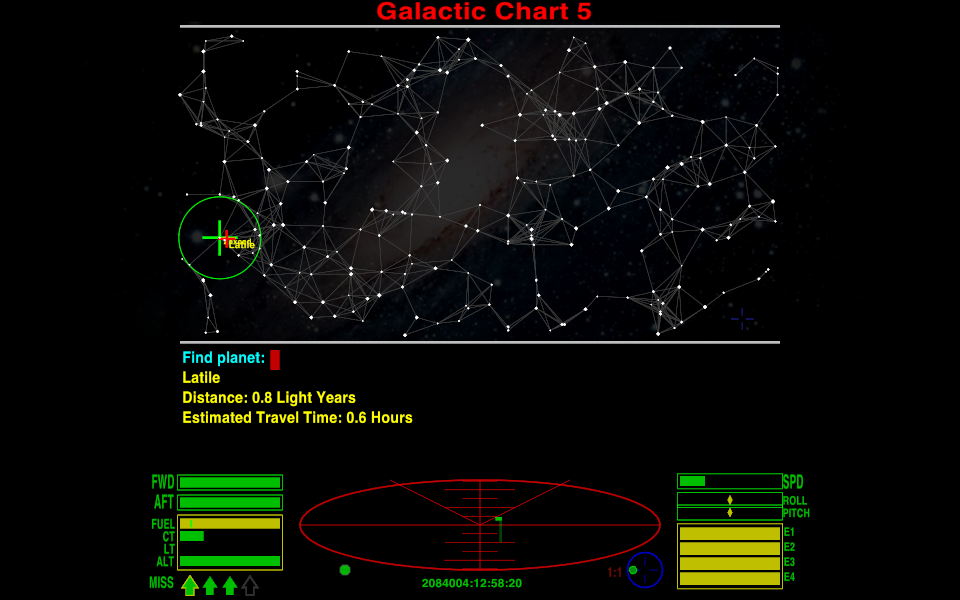 Galactic Chart 5
Latile
Find planet:
Latile
Distance: 0.8 Light Years
Estimated Travel Time: 0.6 Hours
FWD
AFT
FUEL
CT
LT
ALT
MISS
2084004:12:58:20
1:1
SPD
ROLL
PITCH
E1
E2
E3
E4